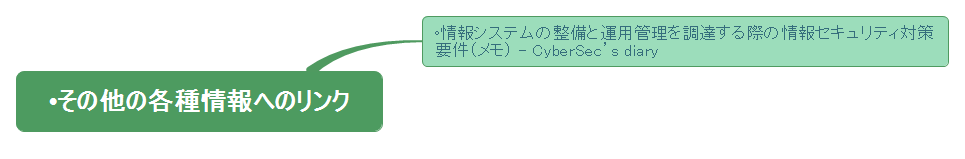 •情報システムの整備と運用管理を調達する際の情報セキュリティ対策
要件(メモ) - CyberSec’s diary
•その他の各種情報へのリンク